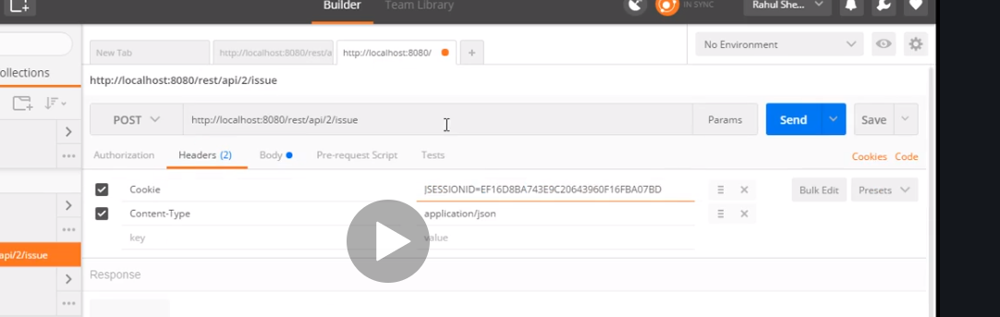 Builder
Team Library
IN SYNC
Rahul She...
New Tab
http://localhost:8080/rest/a
http://localhost:8080/
+
No Environment
ollections
http://localhost:8080/rest/api/2/issue
POST
http://localhost:8080/rest/api/2/issue
Params
Send
Save
Authorization
Headers (2)
Body
Pre-request Script
Tests
Cookies
Code
Cookie
JSESSIONID=EF16D8BA743E9C20643960F16FBA07BD
Bulk Edit
Presets
Content-Type
application/json
key
value
api/2/issue
Response